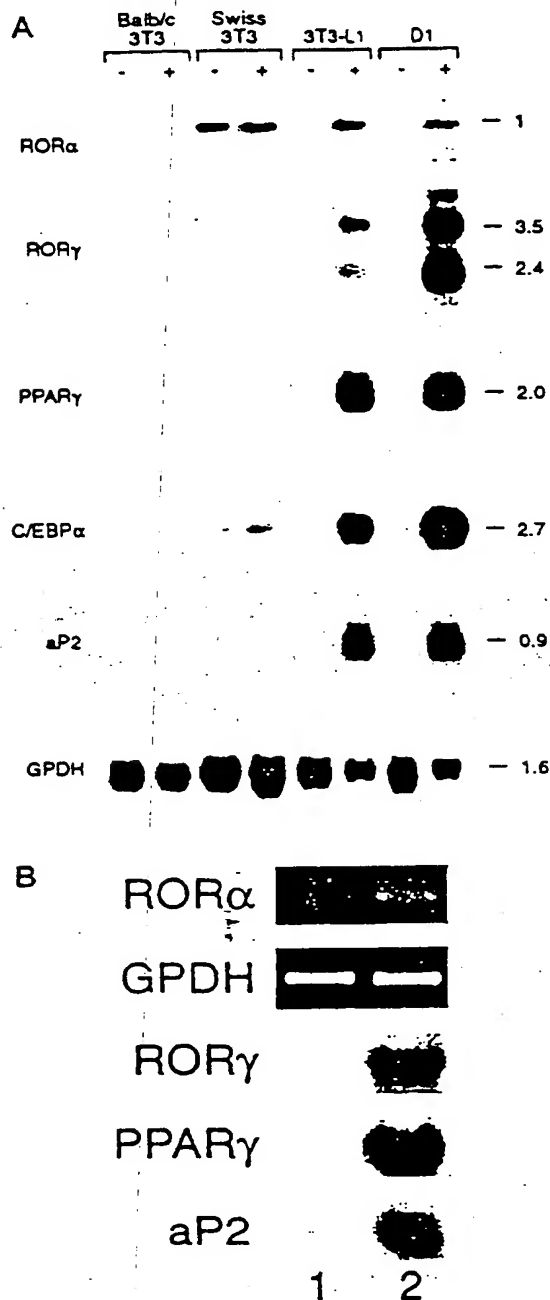 A
Balb/c Swiss 3T3-L1 D1
3T3 3T3
- + - + - + - +
RORα 1
RORγ 3.5
2.4
PPARγ 2.0
C/EBPα 2.7
aP2 0.9
GPDH 1.6
B
RORα
GPDH
RORγ
PPARγ
aP2
1 2